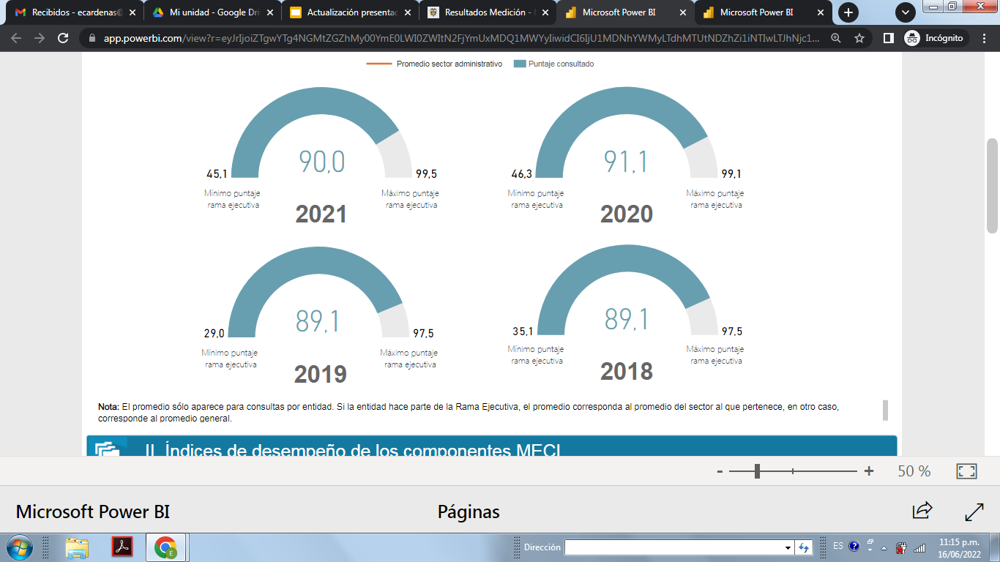 Recibidos - ecardenas@
Mi unidad - Google Dri
Actualización presentac
Resultados Medición -
Microsoft Power BI
Microsoft Power BI
Incógnito
Promedio sector administrativo
Puntaje consultado
90,0
45,1
99,5
Mínimo puntaje
rama ejecutiva
Máximo puntaje
rama ejecutiva
2021
91,1
46,3
99,1
Mínimo puntaje
rama ejecutiva
Máximo puntaje
rama ejecutiva
2020
89,1
29,0
97,5
Mínimo puntaje
rama ejecutiva
Máximo puntaje
rama ejecutiva
2019
89,1
35,1
97,5
Mínimo puntaje
rama ejecutiva
Máximo puntaje
rama ejecutiva
2018
Nota: El promedio sólo aparece para consultas por entidad. Si la entidad hace parte de la Rama Ejecutiva, el promedio corresponda al promedio del sector al que pertenece, en otro caso,
corresponde al promedio general.
II. Índices de desempeño de los componentes MECI
- + 50 %
Microsoft Power BI
Páginas
Dirección
ES
11:15 p.m.
16/06/2022